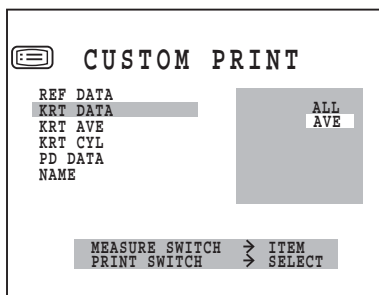 CUSTOM PRINT
REF DATA
KRT DATA
KRT AVE
KRT CYL
PD DATA
NAME
ALL
AVE
MEASURE SWITCH → ITEM
PRINT SWITCH → SELECT